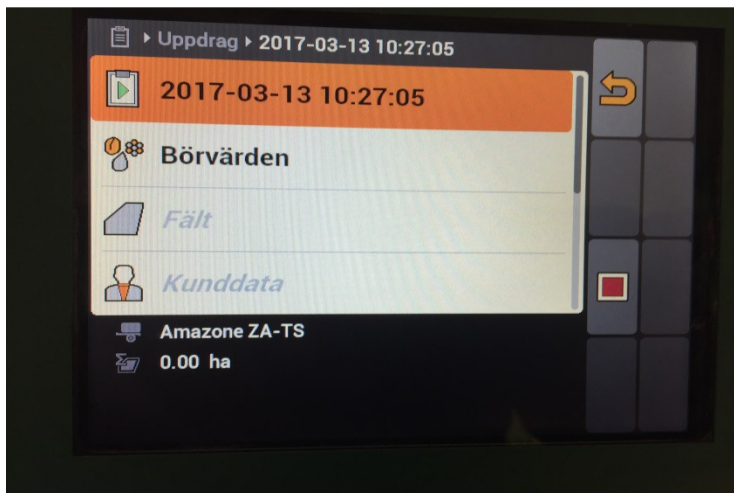 Uppdrag 2017-03-13 10:27:05
2017-03-13 10:27:05
Börvärden
Fält
Kunddata
Amazone ZA-TS
0.00 ha